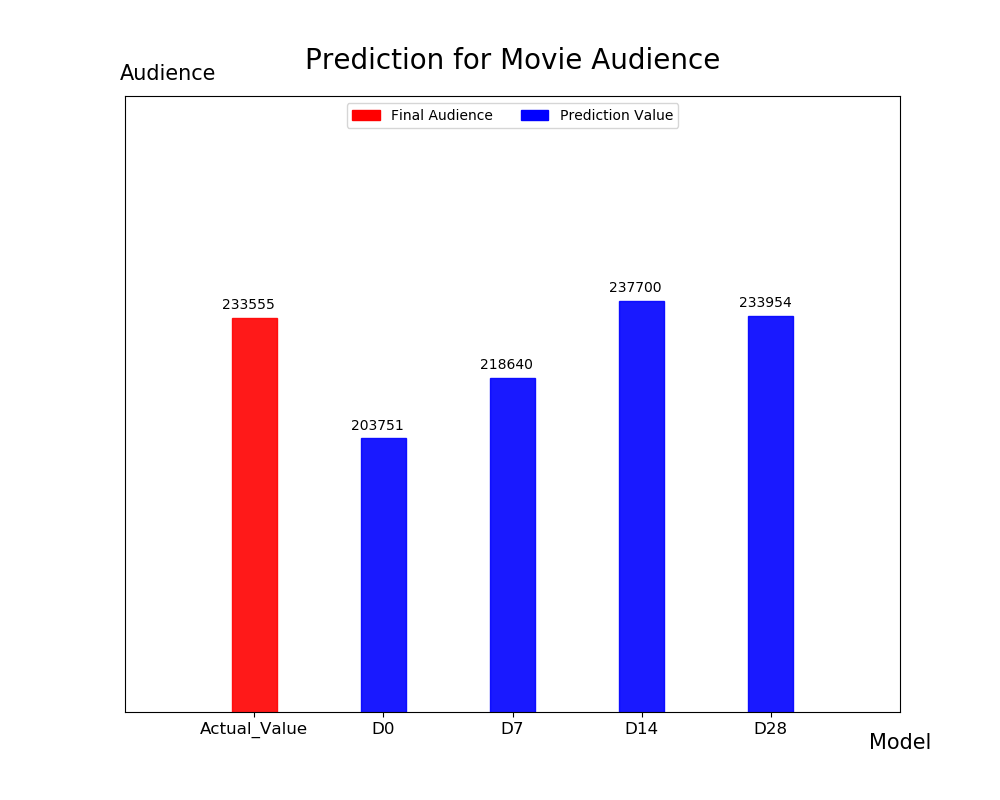 Prediction for Movie Audience
Audience
Final Audience Prediction Value
233555
203751
218640
237700
233954
Actual_Value D0 D7 D14 D28
Model